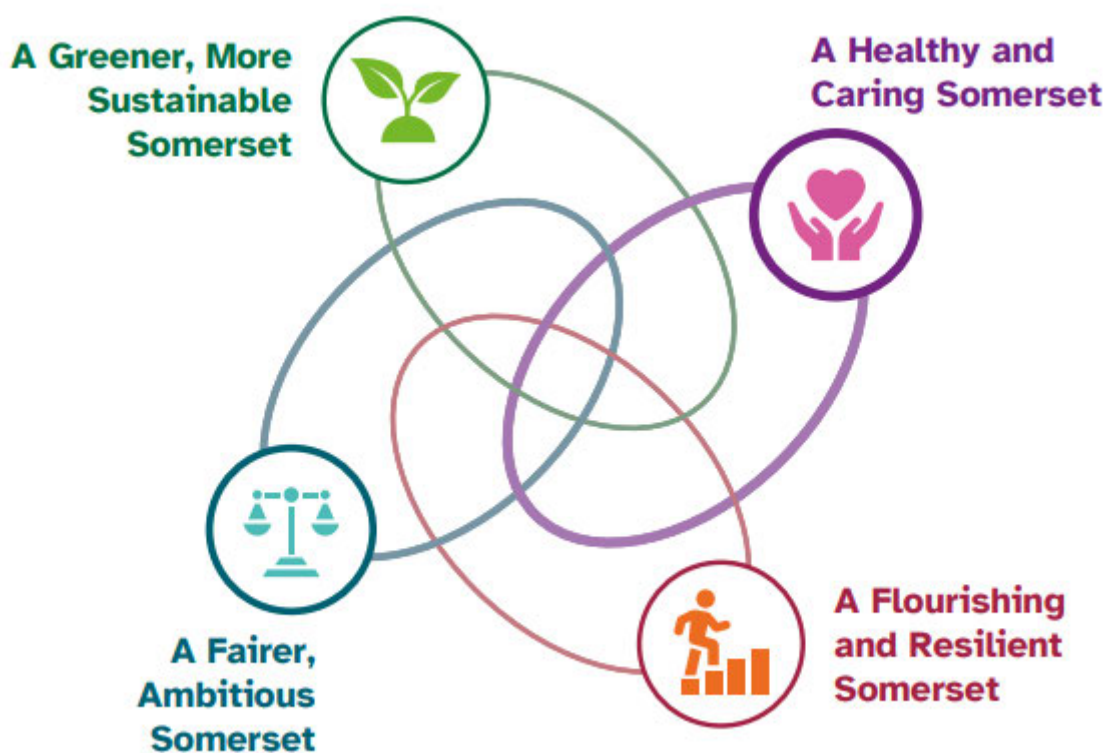 A Greener, More
Sustainable
Somerset
A Healthy and
Caring Somerset
A Fairer,
Ambitious
Somerset
A Flourishing
and Resilient
Somerset